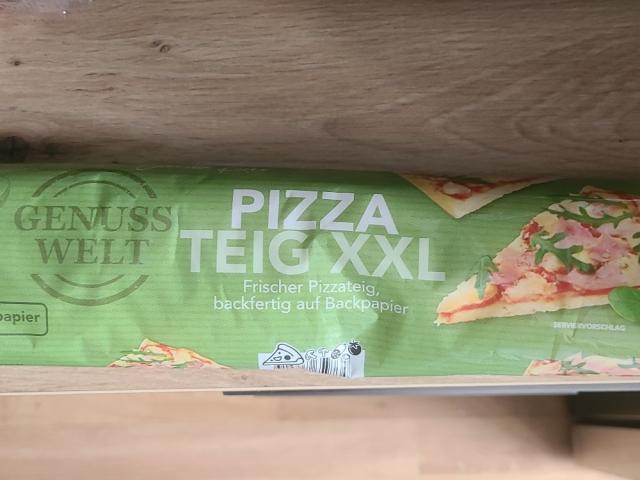 GENUSS
WELT
PIZZA
TEIG XXL
Frischer Pizzateig,
backfertig auf Backpapier
papier
SERVIERVORSCHLAG